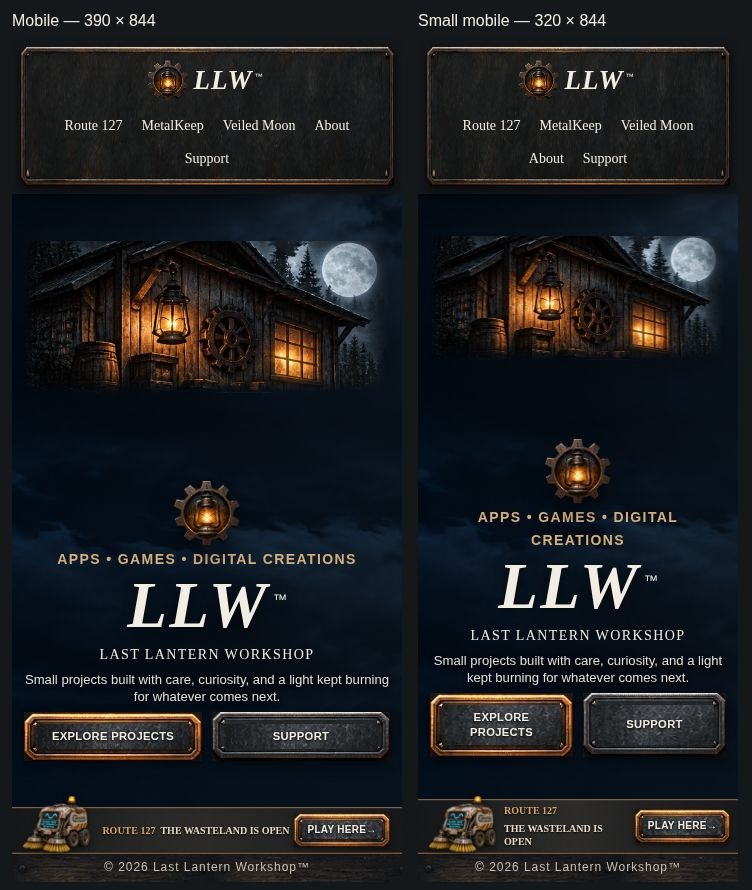 Mobile — 390 × 844
LLW™
Route 127 MetalKeep Veiled Moon About
Support
APPS • GAMES • DIGITAL CREATIONS
LLW™
LAST LANTERN WORKSHOP
Small projects built with care, curiosity, and a light kept burning
for whatever comes next.
EXPLORE PROJECTS SUPPORT
ROUTE 127 THE WASTELAND IS OPEN PLAY HERE→
© 2026 Last Lantern Workshop™
Small mobile — 320 × 844
LLW™
Route 127 MetalKeep Veiled Moon
About Support
APPS • GAMES • DIGITAL
CREATIONS
LLW™
LAST LANTERN WORKSHOP
Small projects built with care, curiosity, and a light
kept burning for whatever comes next.
EXPLORE
PROJECTS
SUPPORT
ROUTE 127
THE WASTELAND IS
OPEN
PLAY HERE→
© 2026 Last Lantern Workshop™